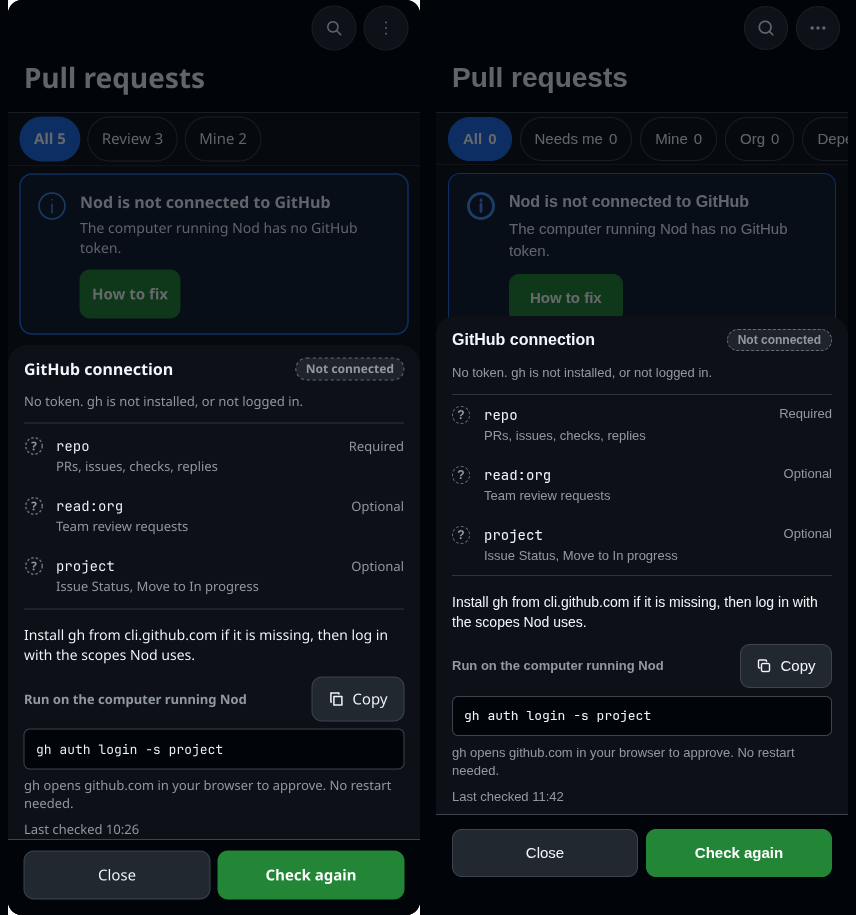 Pull requests
All 5
Review 3
Mine 2
Nod is not connected to GitHub
The computer running Nod has no GitHub
token.
How to fix
GitHub connection
Not connected
No token. gh is not installed, or not logged in.
? repo
Required
PRs, issues, checks, replies
? read:org
Optional
Team review requests
? project
Optional
Issue Status, Move to In progress
Install gh from cli.github.com if it is missing, then log in
with the scopes Nod uses.
Run on the computer running Nod
Copy
gh auth login -s project
gh opens github.com in your browser to approve. No restart
needed.
Last checked 10:26
Close
Check again
Pull requests
All 0
Needs me 0
Mine 0
Org 0
Depe
Nod is not connected to GitHub
The computer running Nod has no GitHub
token.
How to fix
GitHub connection
Not connected
No token. gh is not installed, or not logged in.
? repo
Required
PRs, issues, checks, replies
? read:org
Optional
Team review requests
? project
Optional
Issue Status, Move to In progress
Install gh from cli.github.com if it is missing, then log in with
the scopes Nod uses.
Run on the computer running Nod
Copy
gh auth login -s project
gh opens github.com in your browser to approve. No restart
needed.
Last checked 11:42
Close
Check again